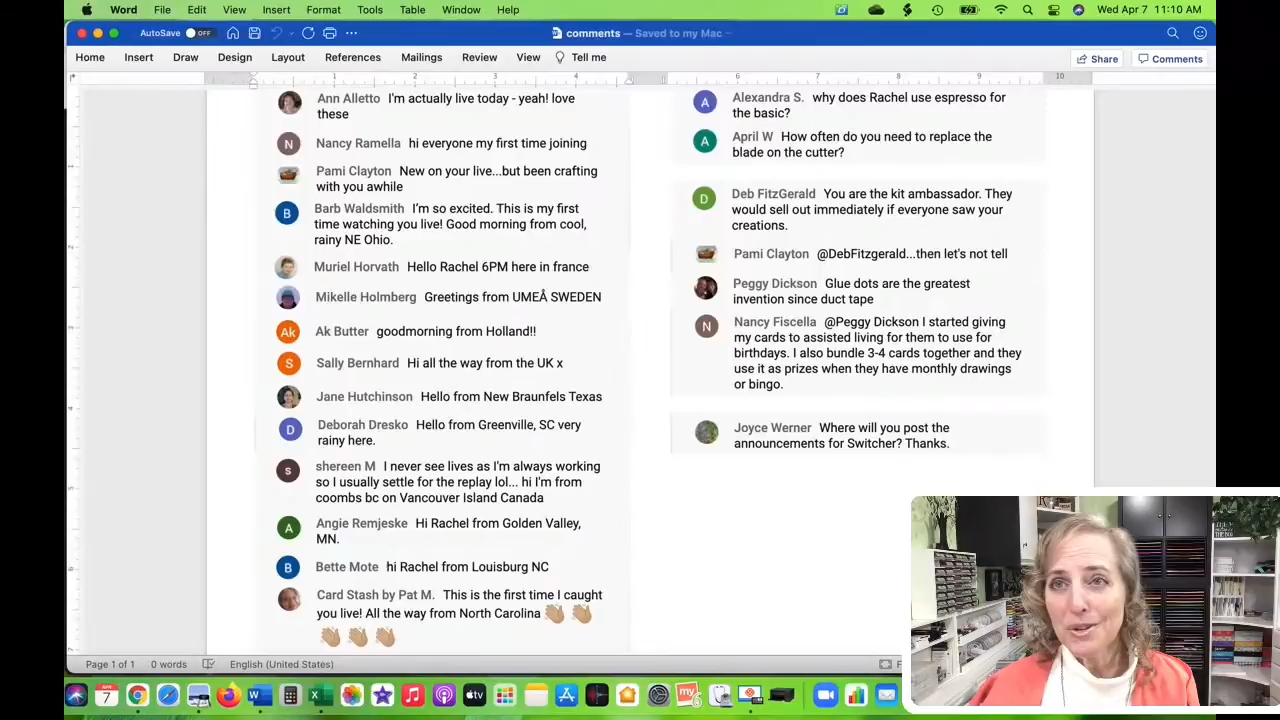 Word File Edit View Insert Format Tools Table Window Help Wed Apr 7 11:10 AM
AutoSave OFF comments — Saved to my Mac
Home Insert Draw Design Layout References Mailings Review View Tell me Share Comments
1 2 3 4 6 7 8 9 10
Ann Alletto I'm actually live today - yeah! love
these
N Nancy Ramella hi everyone my first time joining
Pami Clayton New on your live...but been crafting
with you awhile
B Barb Waldsmith I'm so excited. This is my first
time watching you live! Good morning from cool,
rainy NE Ohio.
Muriel Horvath Hello Rachel 6PM here in france
Mikelle Holmberg Greetings from UMEÅ SWEDEN
Ak Ak Butter goodmorning from Holland!!
S Sally Bernhard Hi all the way from the UK x
Jane Hutchinson Hello from New Braunfels Texas
D Deborah Dresko Hello from Greenville, SC very
rainy here.
s shereen M I never see lives as I'm always working
so I usually settle for the replay lol... hi I'm from
coombs bc on Vancouver Island Canada
A Angie Remjeske Hi Rachel from Golden Valley,
MN.
B Bette Mote hi Rachel from Louisburg NC
Card Stash by Pat M. This is the first time I caught
you live! All the way from North Carolina 👏🏽 👏🏽
👏🏽 👏🏽 👏🏽
A Alexandra S. why does Rachel use espresso for
the basic?
A April W How often do you need to replace the
blade on the cutter?
D Deb FitzGerald You are the kit ambassador. They
would sell out immediately if everyone saw your
creations.
Pami Clayton @DebFitzgerald...then let's not tell
Peggy Dickson Glue dots are the greatest
invention since duct tape
N Nancy Fiscella @Peggy Dickson I started giving
my cards to assisted living for them to use for
birthdays. I also bundle 3-4 cards together and they
use it as prizes when they have monthly drawings
or bingo.
Joyce Werner Where will you post the
announcements for Switcher? Thanks.
Page 1 of 1 0 words English (United States)
APR
7 tv my